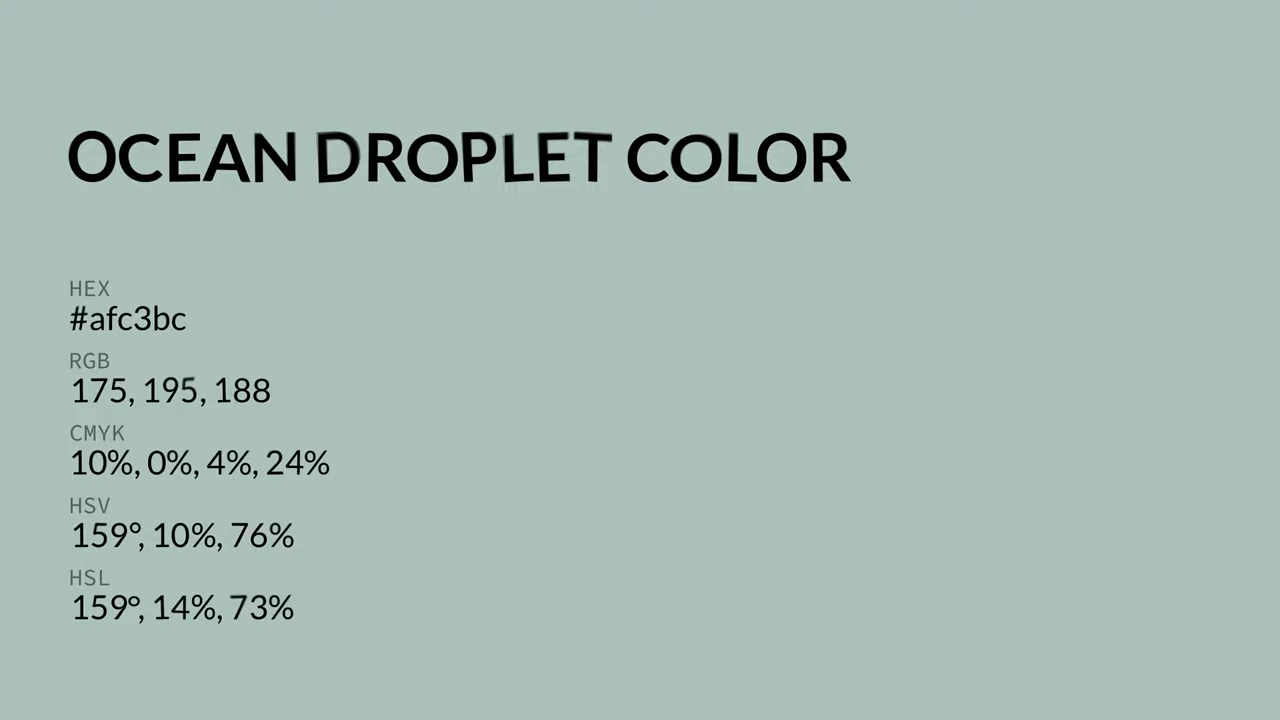 OCEAN DROPLET COLOR
HEX
#afc3bc
RGB
175, 195, 188
CMYK
10%, 0%, 4%, 24%
HSV
159°, 10%, 76%
HSL
159°, 14%, 73%